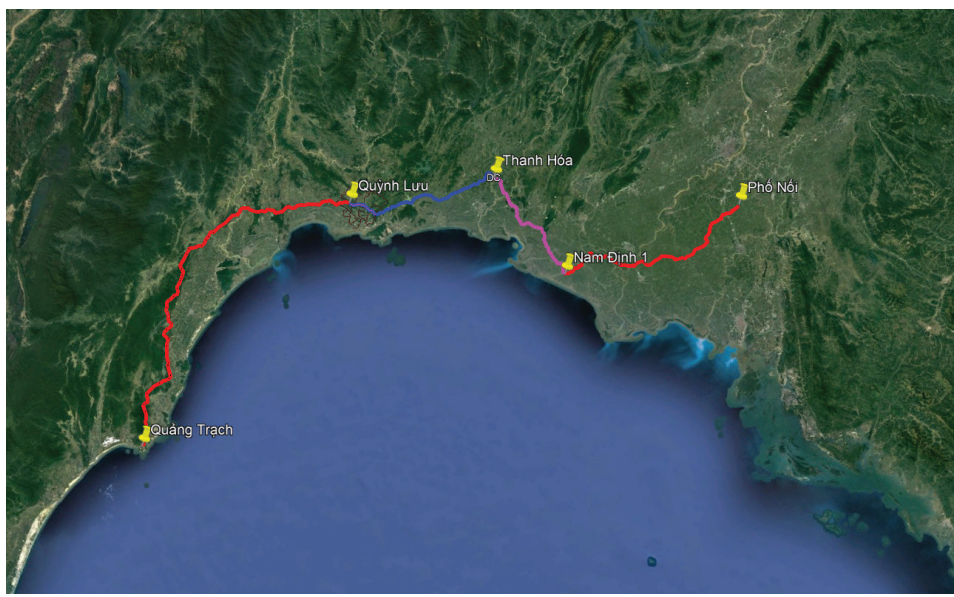 Thanh Hóa
DC
Quỳnh Lưu
Phố Nối
Nam Định 1
Quảng Trạch